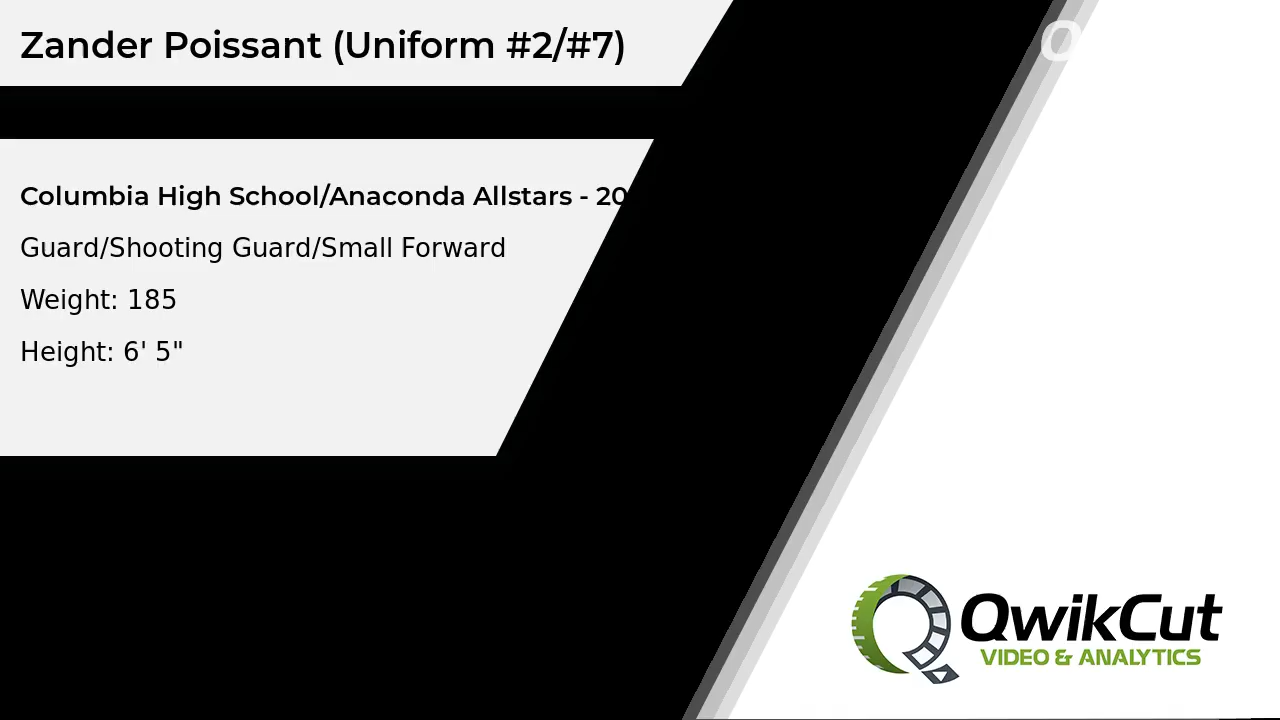 Zander Poissant (Uniform #2/#7)
Columbia High School/Anaconda Allstars - 20
Guard/Shooting Guard/Small Forward
Weight: 185
Height: 6' 5"
QwikCut
VIDEO & ANALYTICS